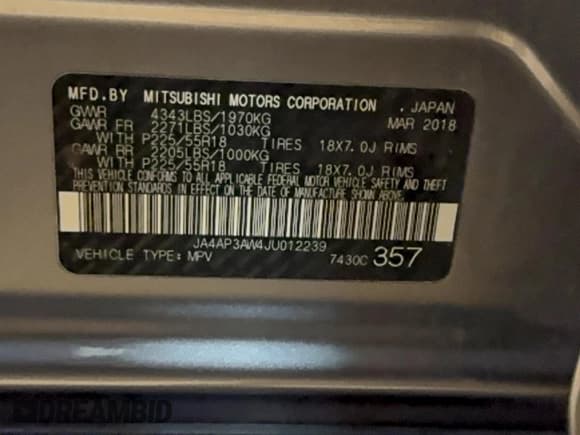 MFD.BY MITSUBISHI MOTORS CORPORATION . JAPAN
GVWR 4343LBS/1970KG MAR 2018
GAWR FR 2271LBS/1030KG
WITH P225/55R18 TIRES 18X7.0J RIMS
GAWR RR 2205LBS/1000KG
WITH P225/55R18 TIRES 18X7.0J RIMS
THIS VEHICLE CONFORMS TO ALL APPLICABLE FEDERAL MOTOR VEHICLE SAFETY AND THEFT
PREVENTION STANDARDS IN EFFECT ON THE DATE OF MANUFACTURE SHOWN ABOVE.
JA4AP3AW4JU012239
VEHICLE TYPE: MPV 7430C 357
DREAMBID